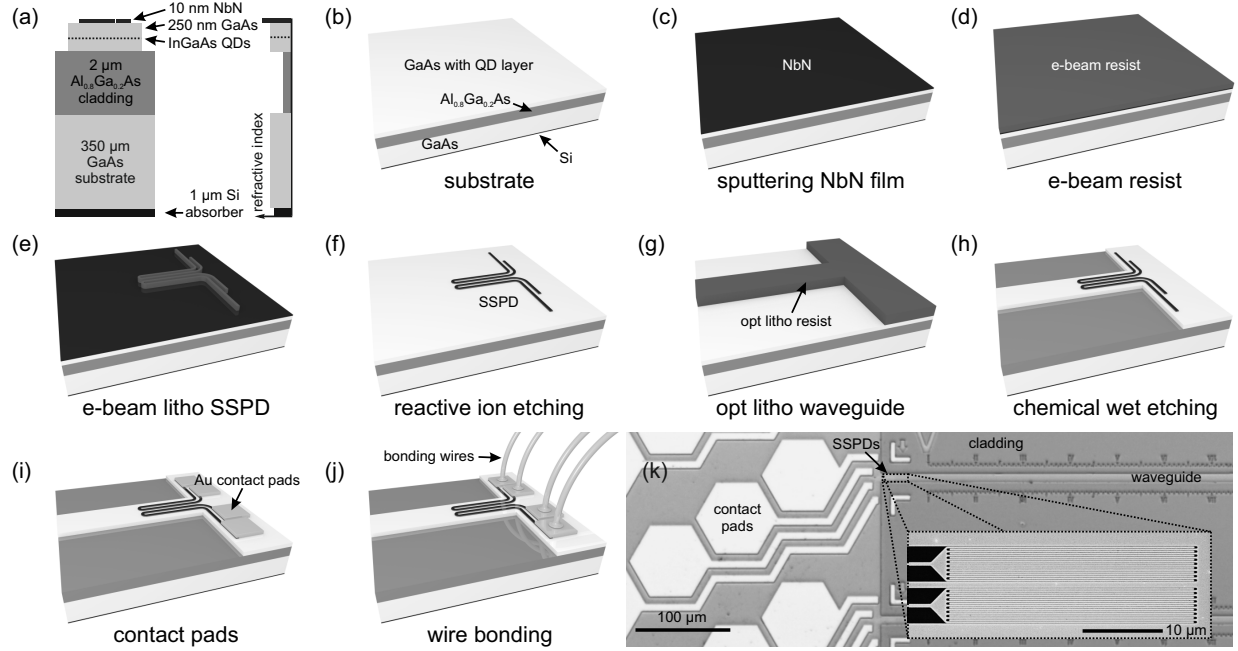 (a)
10 nm NbN
250 nm GaAs
InGaAs QDs
2 µm
Al0.8Ga0.2As
cladding
350 µm
GaAs
substrate
1 µm Si
absorber
refractive index
(b)
GaAs with QD layer
Al0.8Ga0.2As
GaAs
Si
substrate
(c)
NbN
sputtering NbN film
(d)
e-beam resist
e-beam resist
(e)
e-beam litho SSPD
(f)
SSPD
reactive ion etching
(g)
opt litho resist
opt litho waveguide
(h)
chemical wet etching
(i)
Au contact pads
contact pads
(j)
bonding wires
wire bonding
(k)
SSPDs
cladding
waveguide
contact
pads
100 µm
10 µm